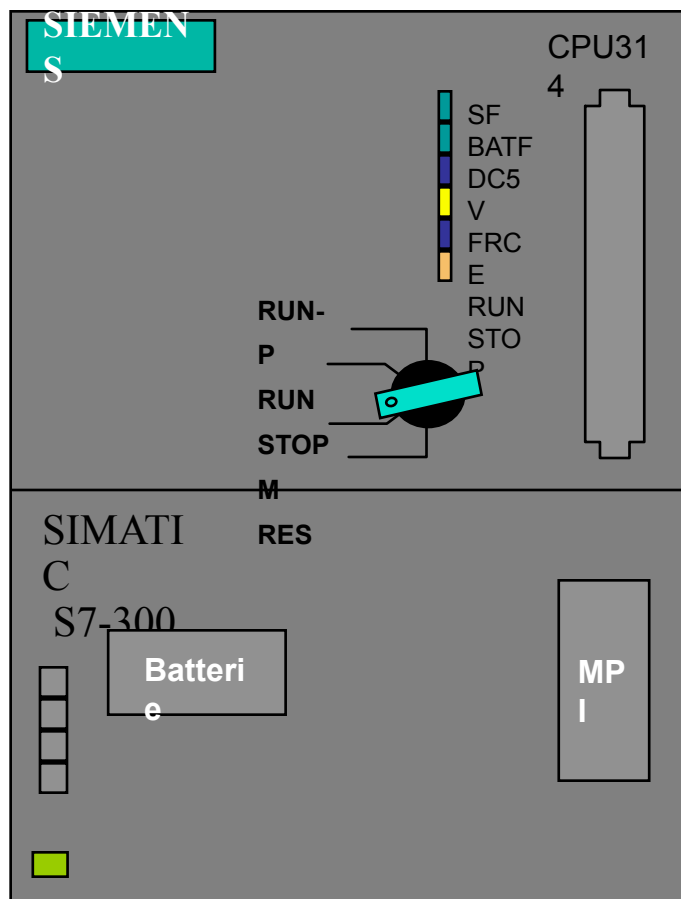 SIEMEN
S
CPU31
4
SF
BATF
DC5
V
FRC
E
RUN
STO
P
RUN-
P
RUN
STOP
M
RES
SIMATI
C
S7-300
Batteri
e
MP
I